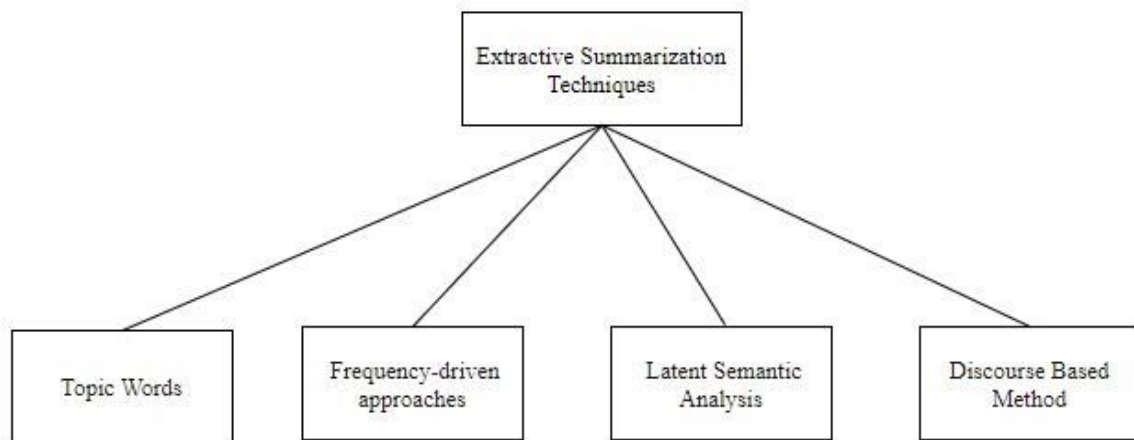 Extractive Summarization
Techniques
Topic Words
Frequency-driven
approaches
Latent Semantic
Analysis
Discourse Based
Method